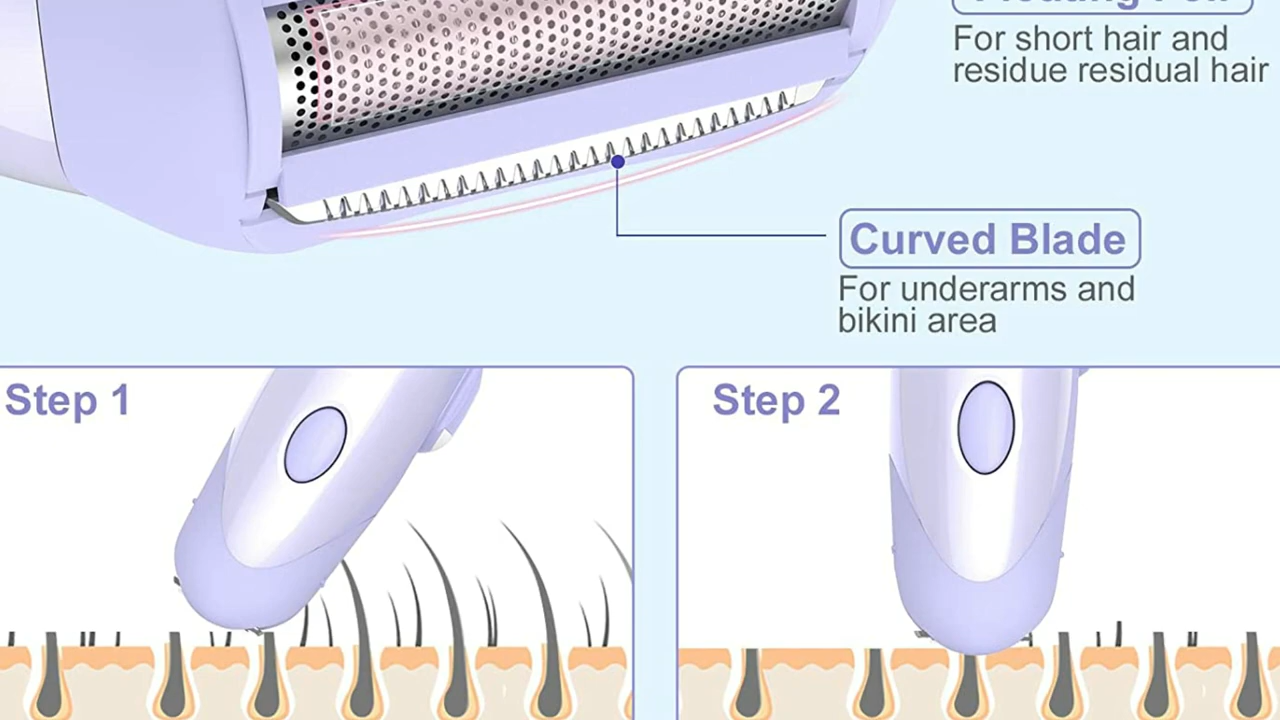 For short hair and
residue residual hair
Curved Blade
For underarms and
bikini area
Step 1
Step 2